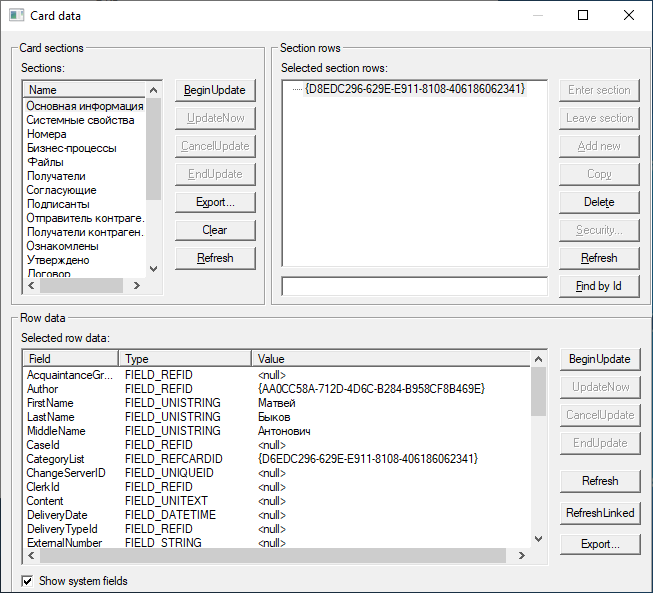 Card data
Card sections
Sections:
Name
Основная информация
Системные свойства
Номера
Бизнес-процессы
Файлы
Получатели
Согласующие
Подписанты
Отправитель контраге.
Получатели контраген.
Ознакомлены
Утверждено
Договор
BeginUpdate
UpdateNow
CancelUpdate
EndUpdate
Export...
Clear
Refresh
Section rows
Selected section rows:
{D8EDC296-629E-E911-8108-406186062341}
Enter section
Leave section
Add new
Copy
Delete
Security...
Refresh
Find by Id
Row data
Selected row data:
Field Type Value
AcquaintanceGr... FIELD_REFID <null>
Author FIELD_REFID {AA0CC58A-712D-4D6C-B284-B958CF8B469E}
FirstName FIELD_UNISTRING Матвей
LastName FIELD_UNISTRING Быков
MiddleName FIELD_UNISTRING Антонович
CaseId FIELD_REFID <null>
CategoryList FIELD_REFCARDID {D6EDC296-629E-E911-8108-406186062341}
ChangeServerID FIELD_UNIQUEID <null>
ClerkId FIELD_REFID <null>
Content FIELD_UNITEXT <null>
DeliveryDate FIELD_DATETIME <null>
DeliveryTypeId FIELD_REFID <null>
ExternalNumber FIELD_STRING <null>
BeginUpdate
UpdateNow
CancelUpdate
EndUpdate
Refresh
RefreshLinked
Export...
Show system fields